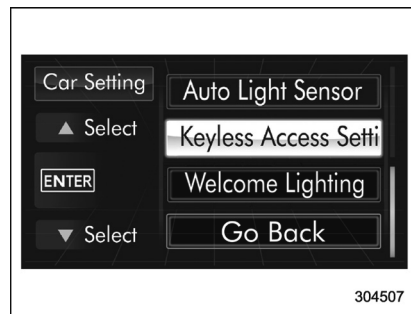 Car Setting
Auto Light Sensor
▲ Select
Keyless Access Setti
ENTER
Welcome Lighting
▼ Select
Go Back
304507